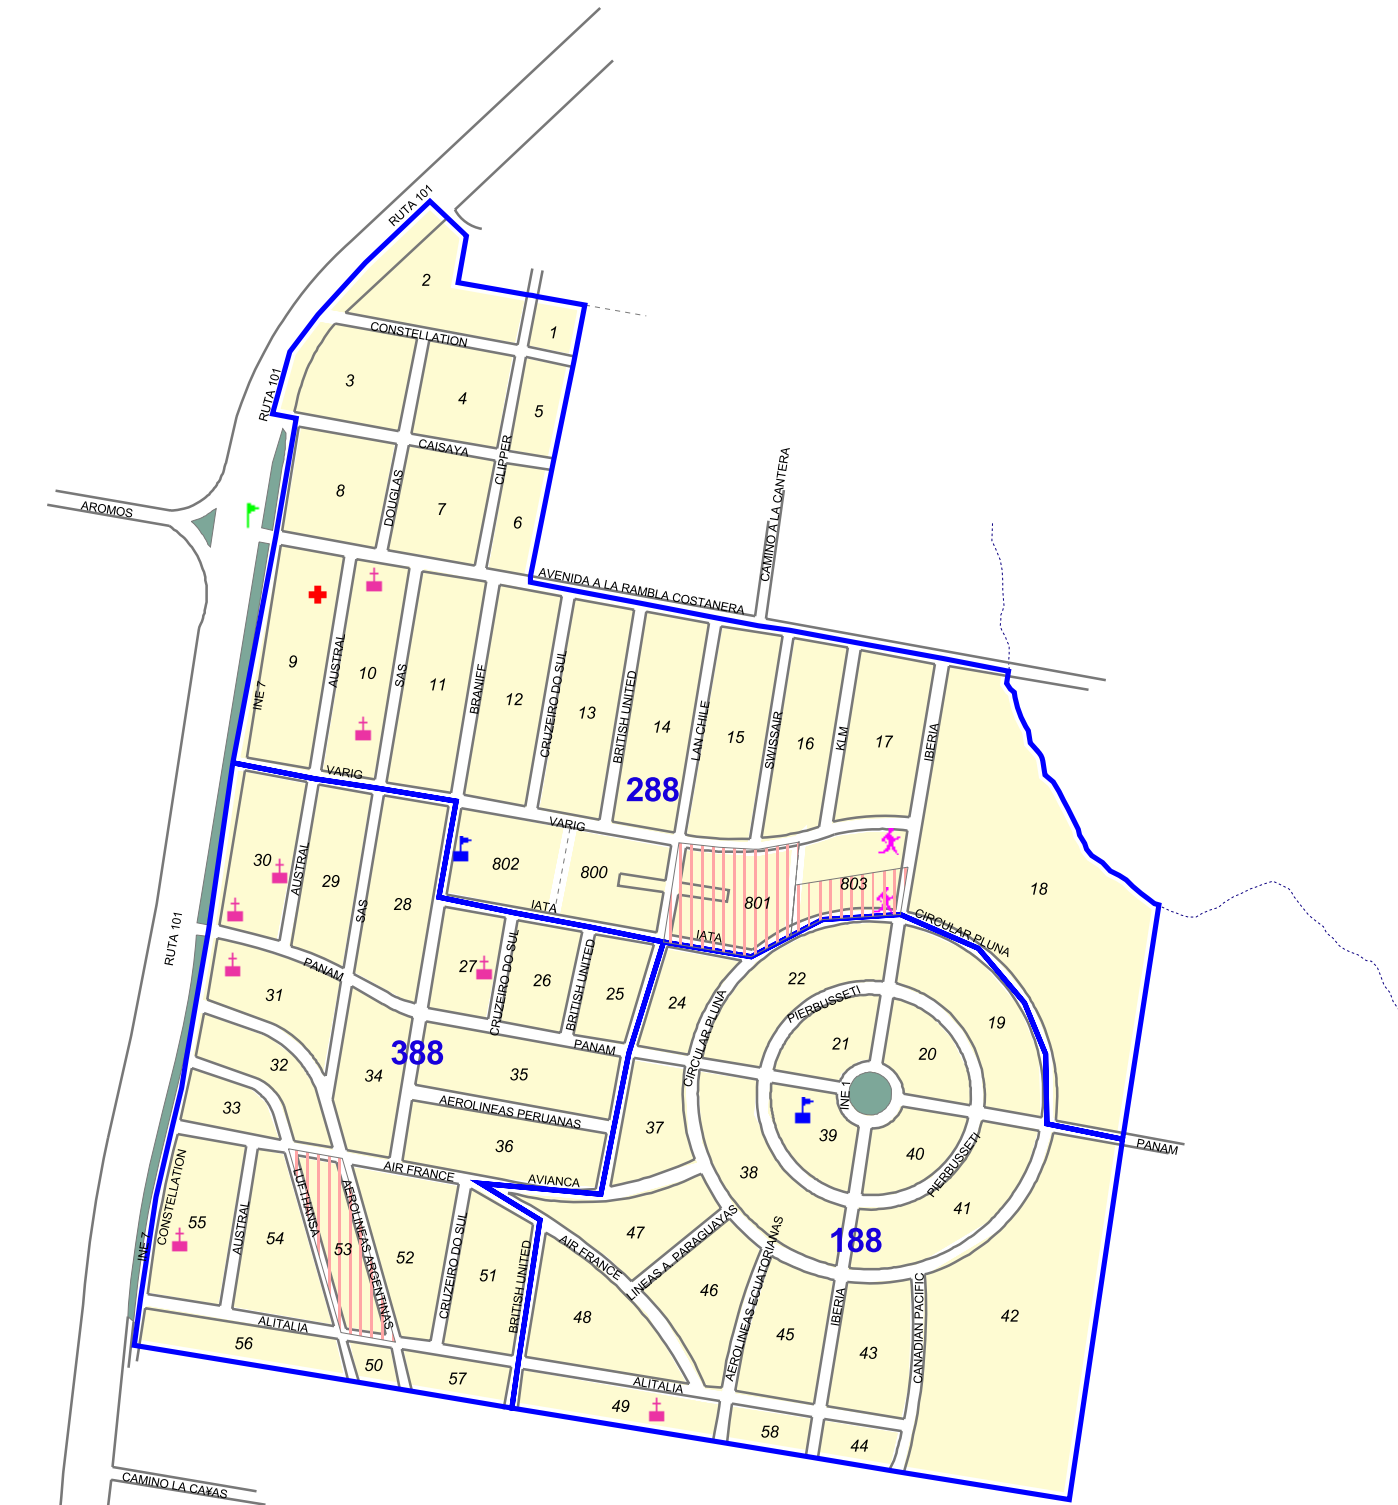 RUTA 101
2
1
CONSTELLATION
3
4
5
RUTA 101
CAISAYA
CLIPPER
8
DOUGLAS
7
6
AROMOS
CAMINO A LA CANTERA
AVENIDA A LA RAMBLA COSTANERA
9
AUSTRAL
10
SAS
11
BRANIFF
12
CRUZEIRO DO SUL
13
BRITISH UNITED
14
LAN CHILE
15
SWISSAIR
16
KLM
17
IBERIA
INE 7
VARIG
288
VARIG
802
800
801
803
18
IATA
IATA
CIRCULAR PLUNA
30
AUSTRAL
29
SAS
28
RUTA 101
PANAM
27
CRUZEIRO DO SUL
26
BRITISH UNITED
25
24
CIRCULAR PLUNA
22
PIERBUSSETI
19
31
21
20
32
388
34
PANAM
35
INE 1
33
AEROLINEAS PERUANAS
36
37
39
40
PIERBUSSETI
PANAM
38
AIR FRANCE
AVIANCA
41
CONSTELLATION
55
AUSTRAL
54
LUFTHANSA
53
AEROLINEAS ARGENTINAS
52
CRUZEIRO DO SUL
51
BRITISH UNITED
47
AIR FRANCE
LINEAS A. PARAGUAYAS
188
INE 7
46
AEROLINEAS ECUATORIANAS
45
IBERIA
43
CANADIAN PACIFIC
42
48
ALITALIA
56
50
57
ALITALIA
49
58
44
CAMINO LA CAYAS